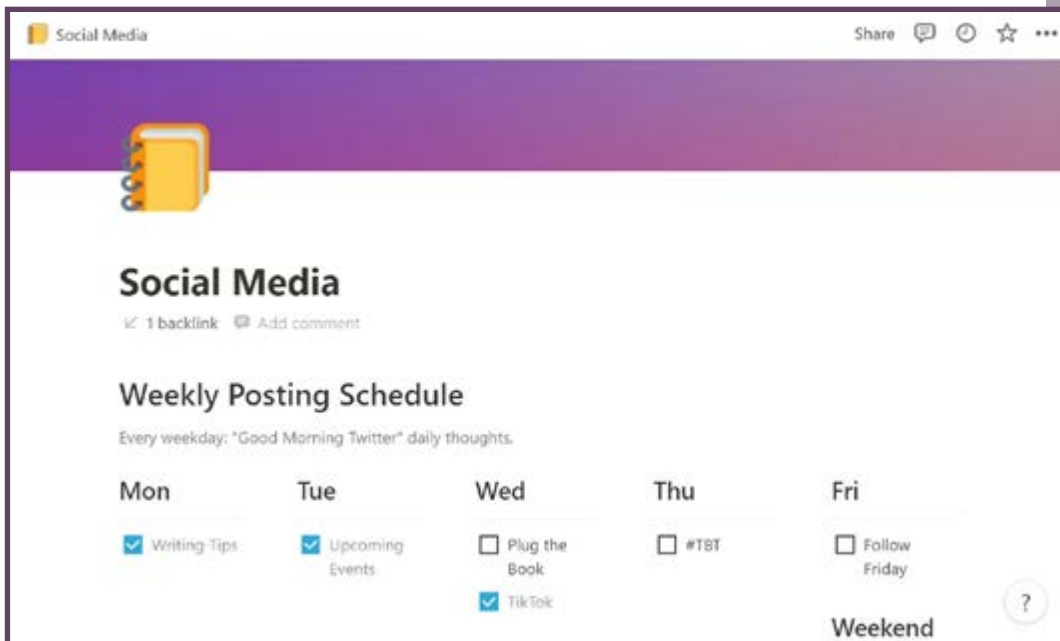 Social Media
Share
Social Media
1 backlink Add comment
Weekly Posting Schedule
Every weekday: "Good Morning Twitter" daily thoughts.
Mon Tue Wed Thu Fri
Writing Tips Upcoming Plug the #TBT Follow
Events Book Friday
TikTok
?
Weekend